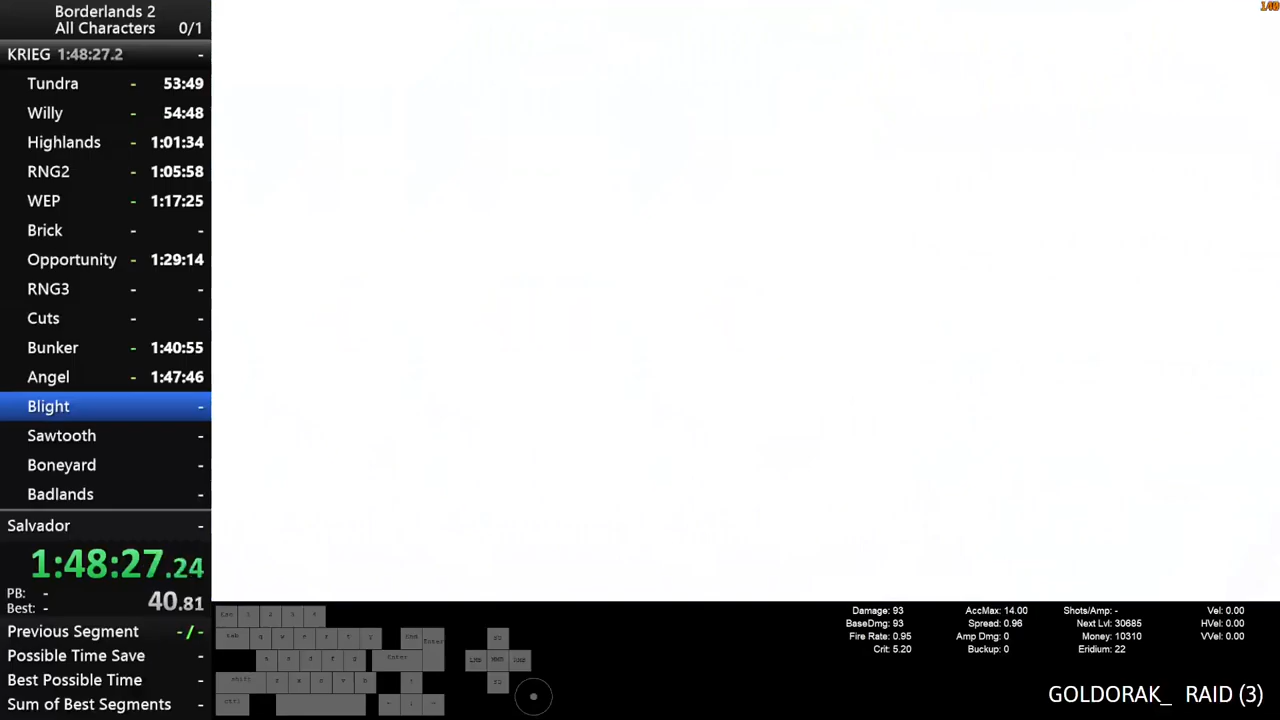 Borderlands 2
All Characters 0/1
KRIEG 1:48:27.2 -
Tundra - 53:49
Willy - 54:48
Highlands - 1:01:34
RNG2 - 1:05:58
WEP - 1:17:25
Brick - -
Opportunity - 1:29:14
RNG3 - -
Cuts - -
Bunker - 1:40:55
Angel - 1:47:46
Blight -
Sawtooth -
Boneyard -
Badlands -
Salvador -
1:48:27.24
PB: -
Best: - 40.81
Previous Segment - / -
Possible Time Save -
Best Possible Time -
Sum of Best Segments -
140
Damage: 93 AccMax: 14.00 Shots/Amp: - Vel: 0.00
BaseDmg: 93 Spread: 0.96 Next Lvl: 30685 HVel: 0.00
Fire Rate: 0.95 Amp Dmg: 0 Money: 10310 VVel: 0.00
Crit: 5.20 Buckup: 0 Eridium: 22
GOLDORAK_ RAID (3)